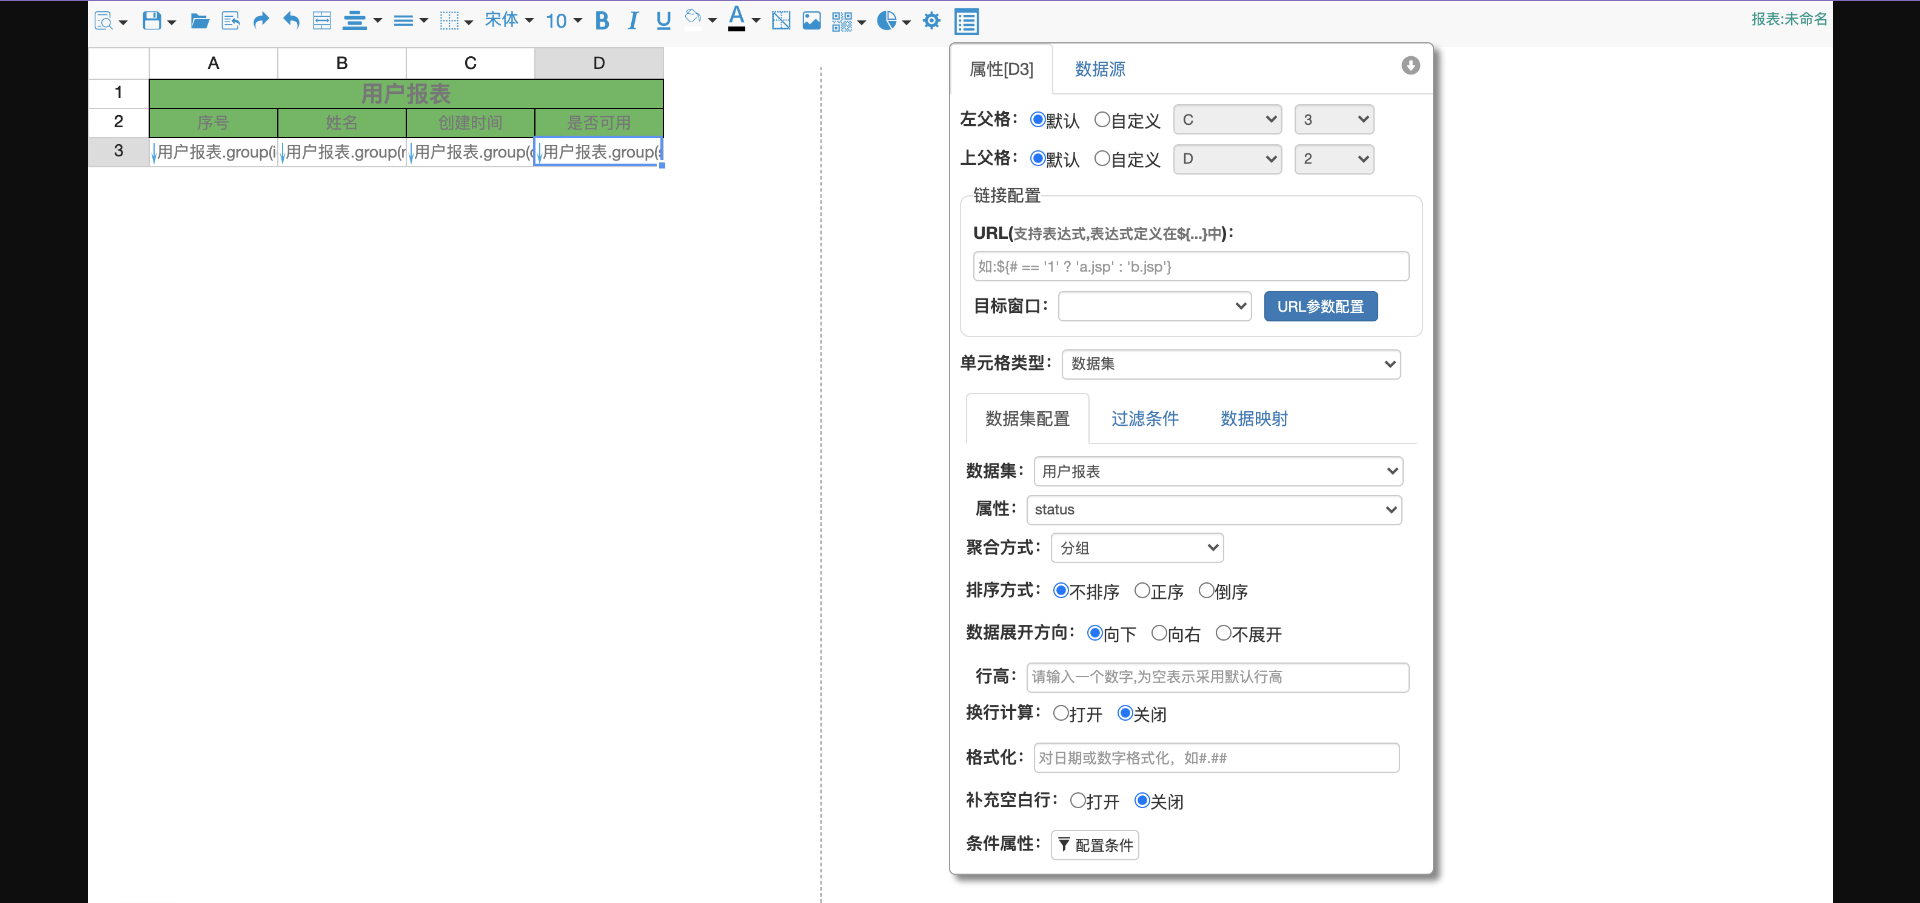 宋体 10 B I U A 报表:未命名
A B C D
1 用户报表
2 序号 姓名 创建时间 是否可用
3 用户报表.group(i 用户报表.group(r 用户报表.group( 用户报表.group(
属性[D3] 数据源
左父格： 默认 自定义 C 3
上父格： 默认 自定义 D 2
链接配置
URL(支持表达式,表达式定义在${...}中)：
如:${# == '1' ? 'a.jsp' : 'b.jsp'}
目标窗口： URL参数配置
单元格类型： 数据集
数据集配置 过滤条件 数据映射
数据集： 用户报表
属性： status
聚合方式： 分组
排序方式： 不排序 正序 倒序
数据展开方向： 向下 向右 不展开
行高： 请输入一个数字,为空表示采用默认行高
换行计算： 打开 关闭
格式化： 对日期或数字格式化，如#.##
补充空白行： 打开 关闭
条件属性： 配置条件